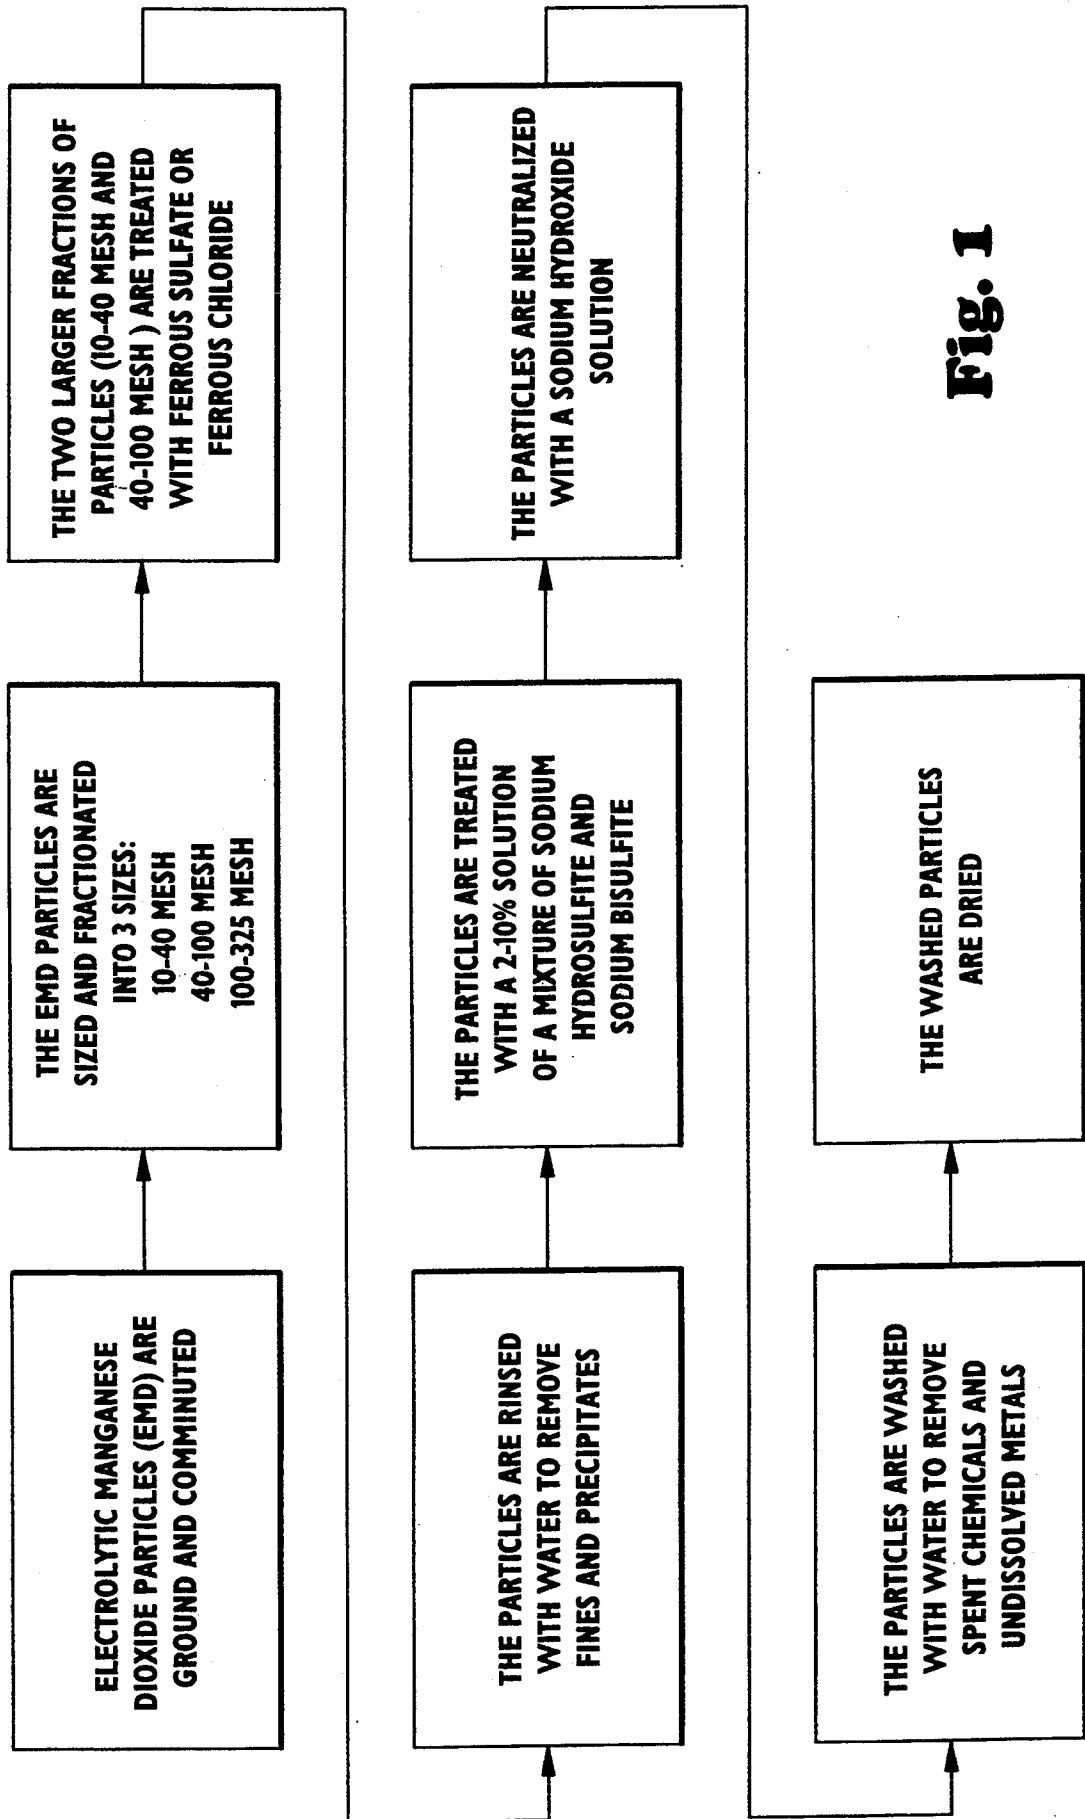 ELECTROLYTIC MANGANESE
DIOXIDE PARTICLES (EMD) ARE
GROUND AND COMMINUTED
THE EMD PARTICLES ARE
SIZED AND FRACTIONATED
INTO 3 SIZES:
10-40 MESH
40-100 MESH
100-325 MESH
THE TWO LARGER FRACTIONS OF
PARTICLES (10-40 MESH AND
40-100 MESH ) ARE TREATED
WITH FERROUS SULFATE OR
FERROUS CHLORIDE
THE PARTICLES ARE RINSED
WITH WATER TO REMOVE
FINES AND PRECIPITATES
THE PARTICLES ARE TREATED
WITH A 2-10% SOLUTION
OF A MIXTURE OF SODIUM
HYDROSULFITE AND
SODIUM BISULFITE
THE PARTICLES ARE NEUTRALIZED
WITH A SODIUM HYDROXIDE
SOLUTION
THE PARTICLES ARE WASHED
WITH WATER TO REMOVE
SPENT CHEMICALS AND
UNDISSOLVED METALS
THE WASHED PARTICLES
ARE DRIED
Fig. 1